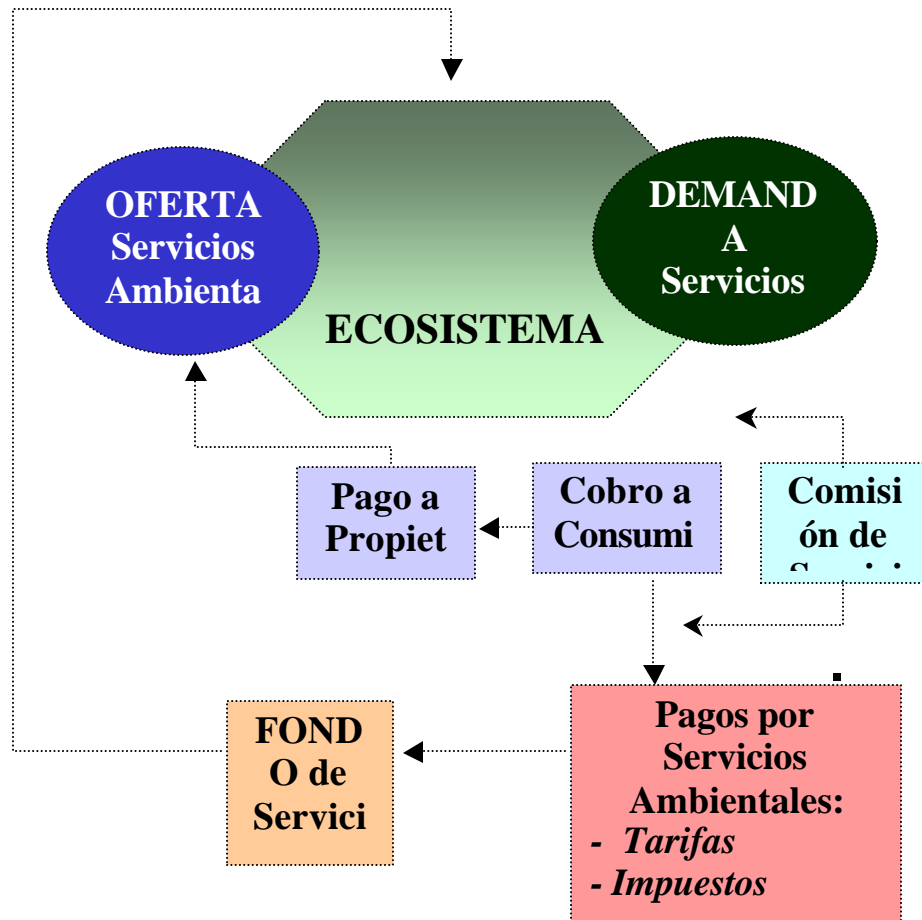 OFERTA
Servicios
Ambienta
DEMAND
A
Servicios
ECOSISTEMA
Pago a
Propiet
Cobro a
Consumi
Comisi
ón de
FOND
O de
Servici
Pagos por
Servicios
Ambientales:
- Tarifas
- Impuestos